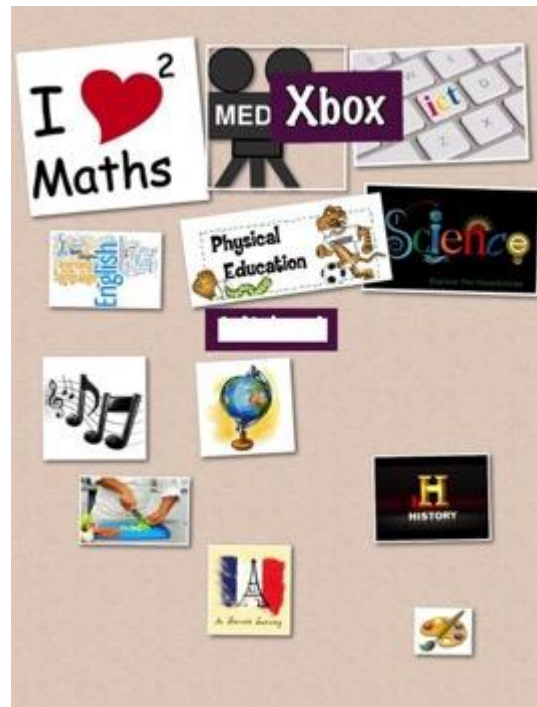 I
2
Maths
MED
Xbox
ict
Z
X
D
English
Physical
Education
Science
H
HISTORY